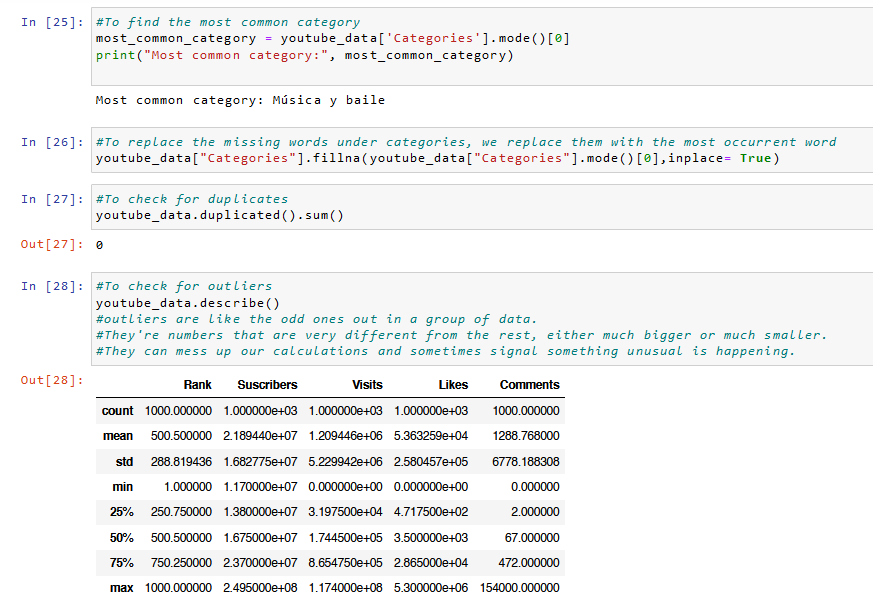 In [25]: #To find the most common category
most_common_category = youtube_data['Categories'].mode()[0]
print("Most common category:", most_common_category)
Most common category: Música y baile
In [26]: #To replace the missing words under categories, we replace them with the most occurrent word
youtube_data["Categories"].fillna(youtube_data["Categories"].mode()[0],inplace= True)
In [27]: #To check for duplicates
youtube_data.duplicated().sum()
Out[27]: 0
In [28]: #To check for outliers
youtube_data.describe()
#outliers are like the odd ones out in a group of data.
#They're numbers that are very different from the rest, either much bigger or much smaller.
#They can mess up our calculations and sometimes signal something unusual is happening.
Out[28]:
Rank Suscribers Visits Likes Comments
count 1000.000000 1.000000e+03 1.000000e+03 1.000000e+03 1000.000000
mean 500.500000 2.189440e+07 1.209446e+06 5.363259e+04 1288.768000
std 288.819436 1.682775e+07 5.229942e+06 2.580457e+05 6778.188308
min 1.000000 1.170000e+07 0.000000e+00 0.000000e+00 0.000000
25% 250.750000 1.380000e+07 3.197500e+04 4.717500e+02 2.000000
50% 500.500000 1.675000e+07 1.744500e+05 3.500000e+03 67.000000
75% 750.250000 2.370000e+07 8.654750e+05 2.865000e+04 472.000000
max 1000.000000 2.495000e+08 1.174000e+08 5.300000e+06 154000.000000